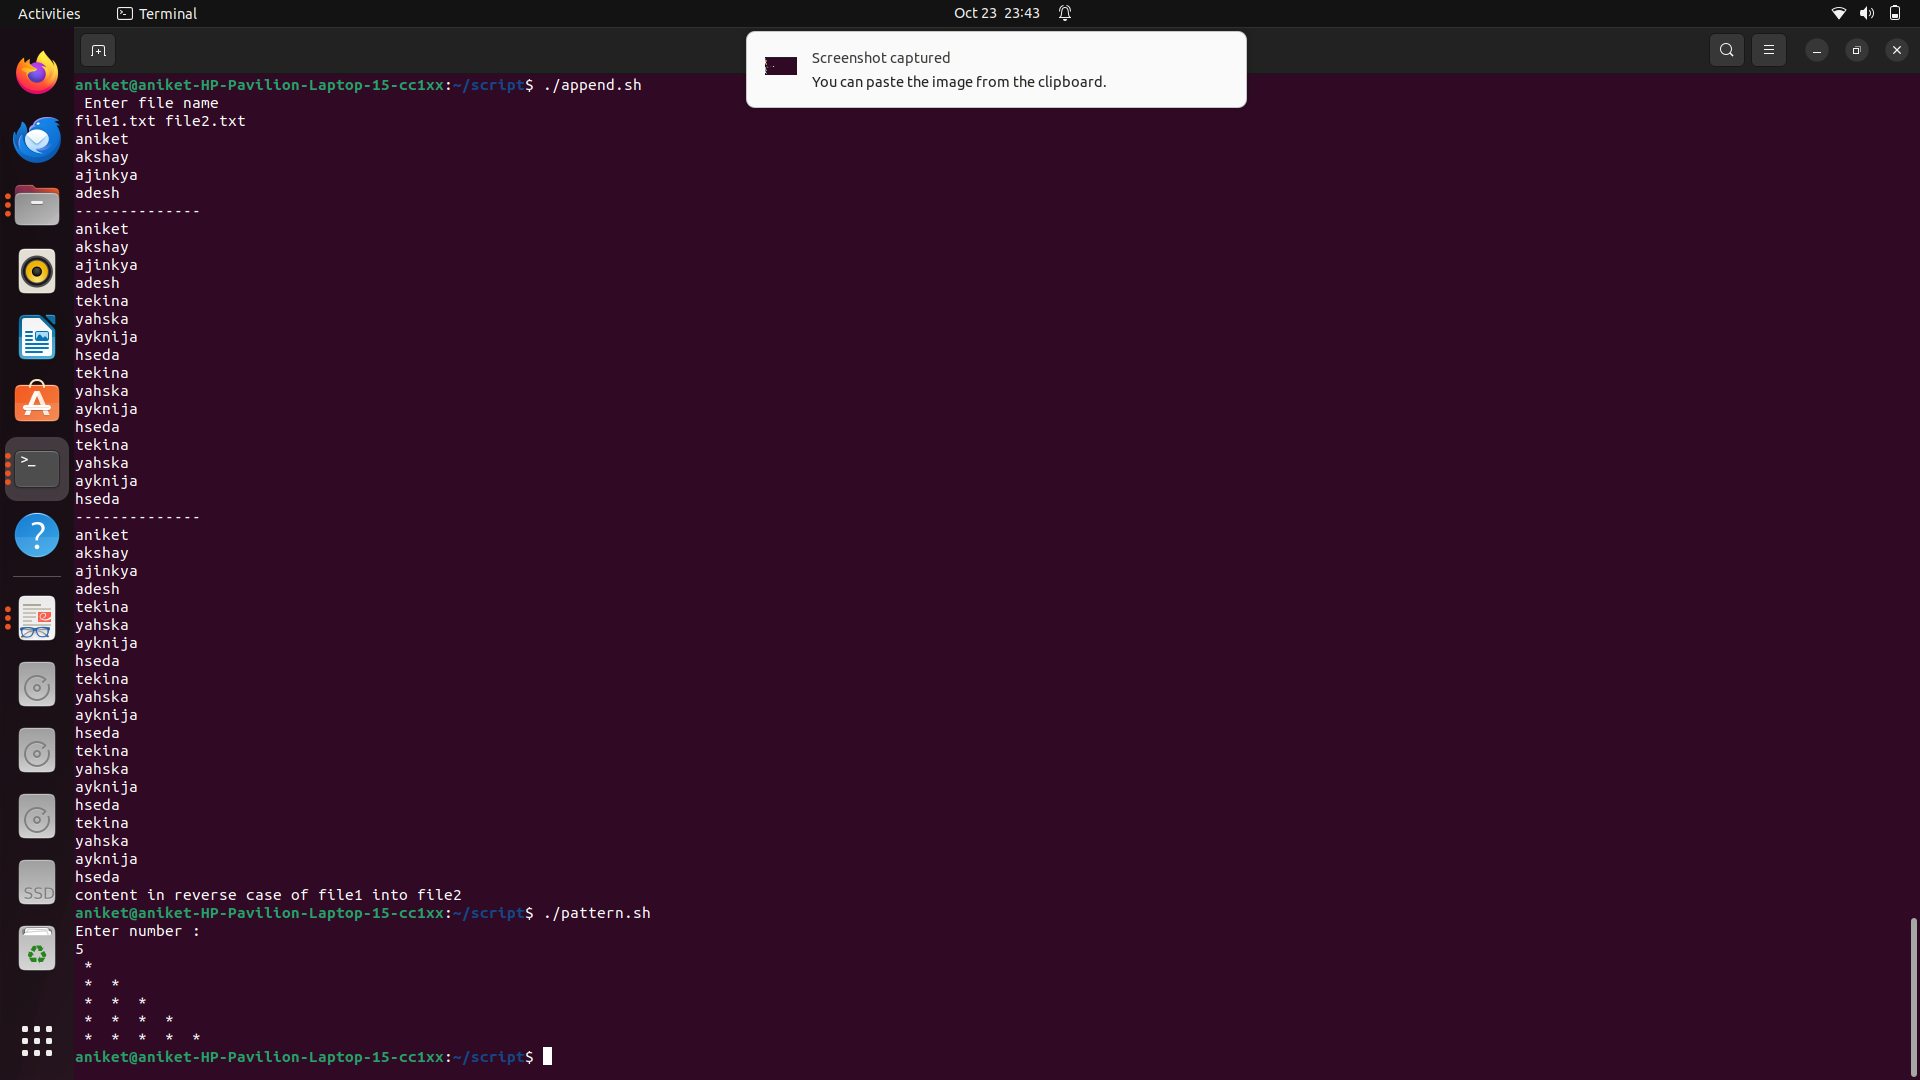 Activities
Terminal
Oct 23 23:43
Screenshot captured
You can paste the image from the clipboard.
aniket@aniket-HP-Pavilion-Laptop-15-cc1xx:~/script$ ./append.sh
 Enter file name
file1.txt file2.txt
aniket
akshay
ajinkya
adesh
--------------
aniket
akshay
ajinkya
adesh
tekina
yahska
ayknija
hseda
tekina
yahska
ayknija
hseda
tekina
yahska
ayknija
hseda
--------------
aniket
akshay
ajinkya
adesh
tekina
yahska
ayknija
hseda
tekina
yahska
ayknija
hseda
tekina
yahska
ayknija
hseda
tekina
yahska
ayknija
hseda
content in reverse case of file1 into file2
aniket@aniket-HP-Pavilion-Laptop-15-cc1xx:~/script$ ./pattern.sh
Enter number :
5
 *
 *  *
 *  *  *
 *  *  *  *
 *  *  *  *  *
aniket@aniket-HP-Pavilion-Laptop-15-cc1xx:~/script$
>_
?
SSD